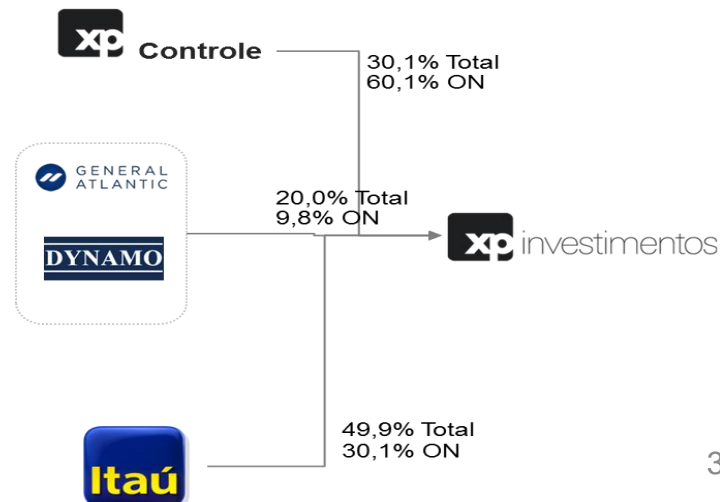 xp Controle
30,1% Total
60,1% ON
GENERAL
ATLANTIC
DYNAMO
20,0% Total
9,8% ON
xp investimentos
49,9% Total
30,1% ON
Itaú
3